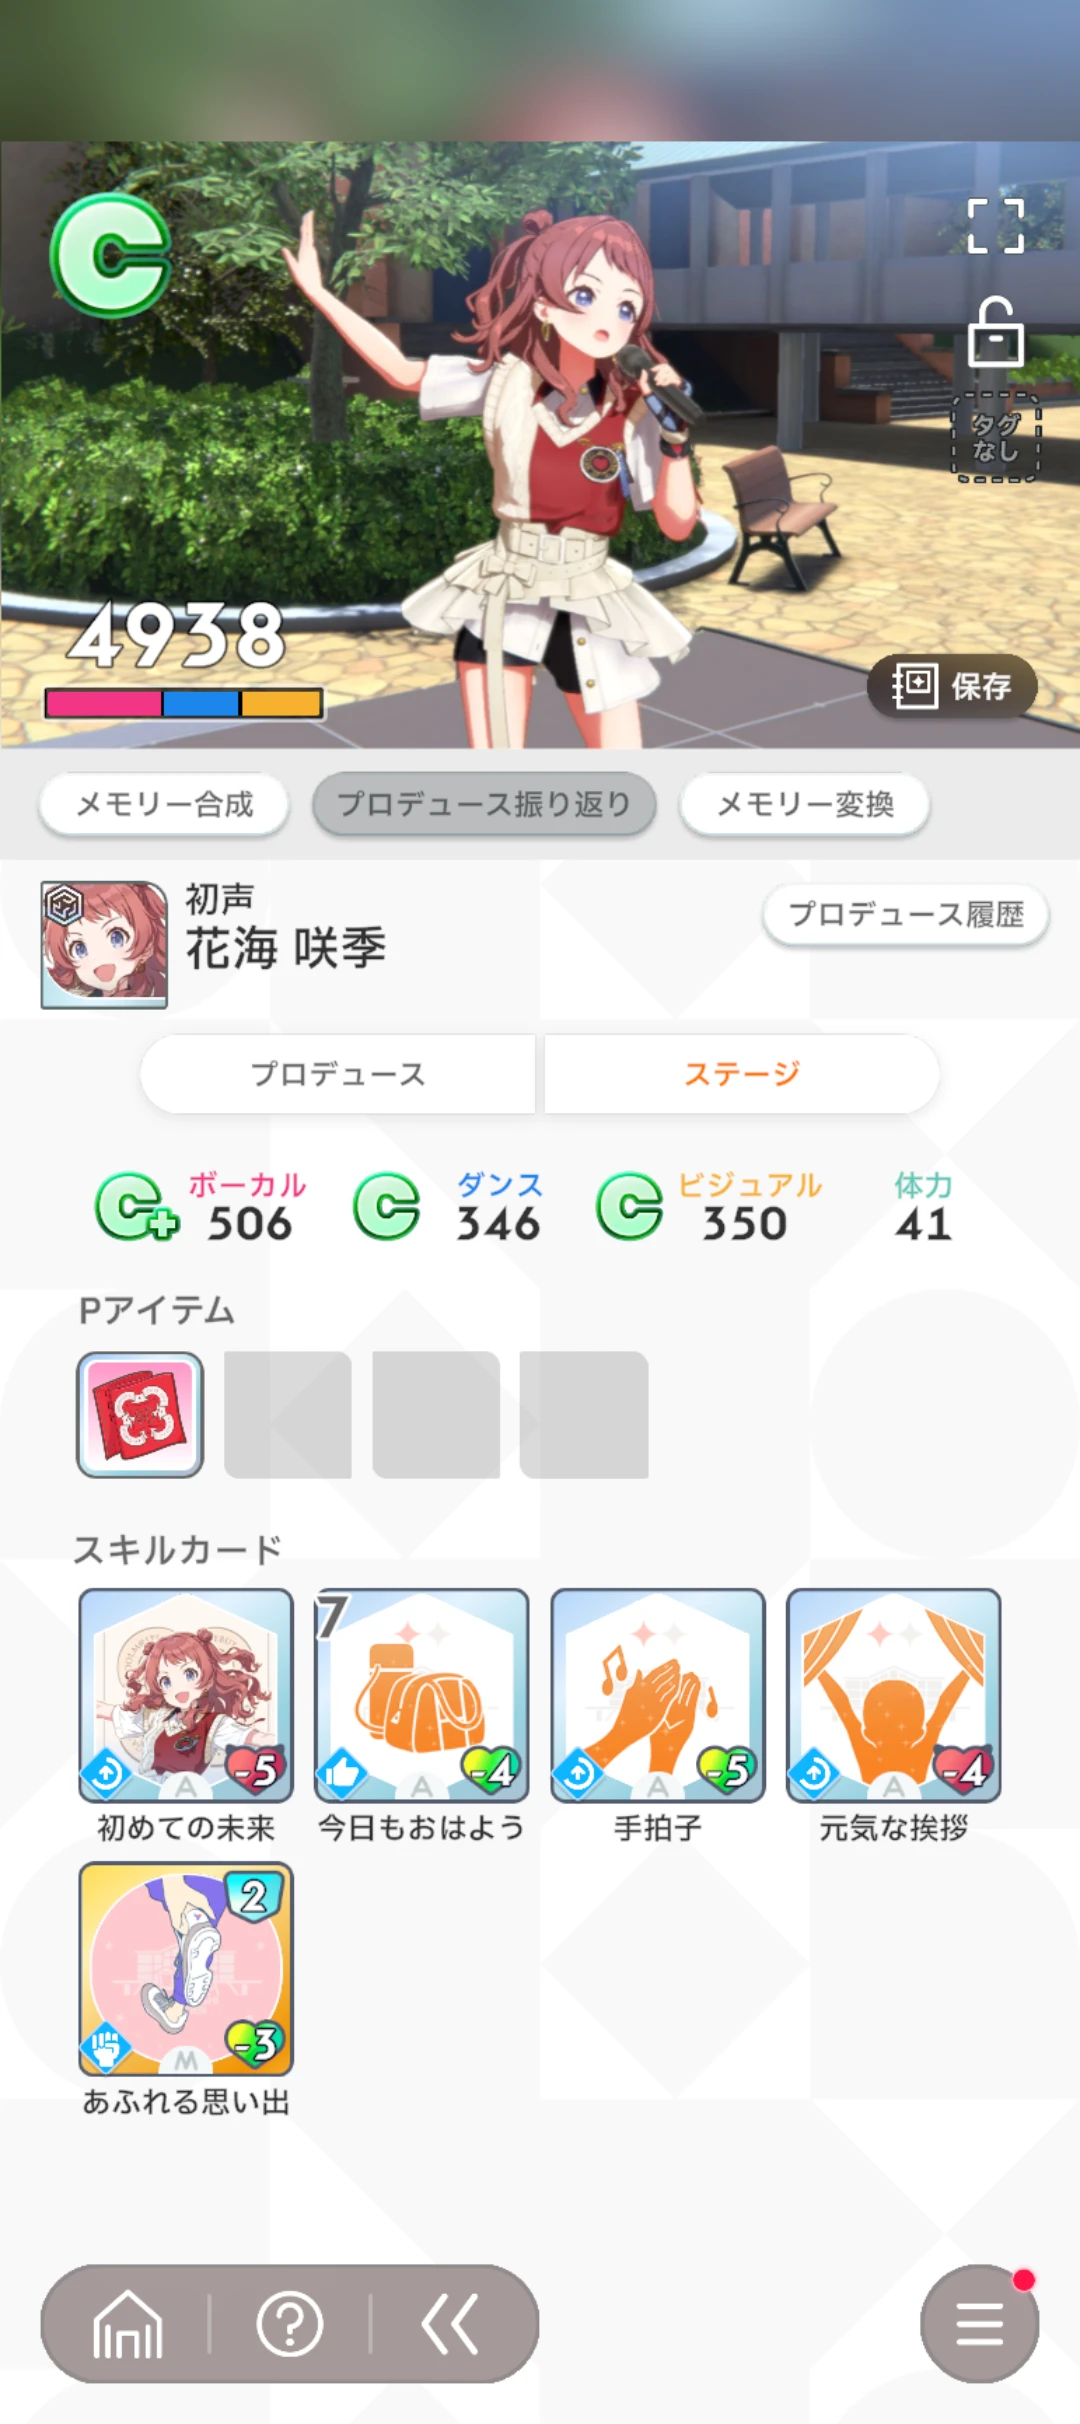 C
タグ
なし
4938
保存
メモリー合成 プロデュース振り返り メモリー変換
初声
花海 咲季
プロデュース履歴
プロデュース ステージ
C+ ボーカル 506 C ダンス 346 C ビジュアル 350 体力 41
Pアイテム
スキルカード
7
A -5 A -4 A -5 A -4
初めての未来 今日もおはよう 手拍子 元気な挨拶
2
M -3
あふれる思い出